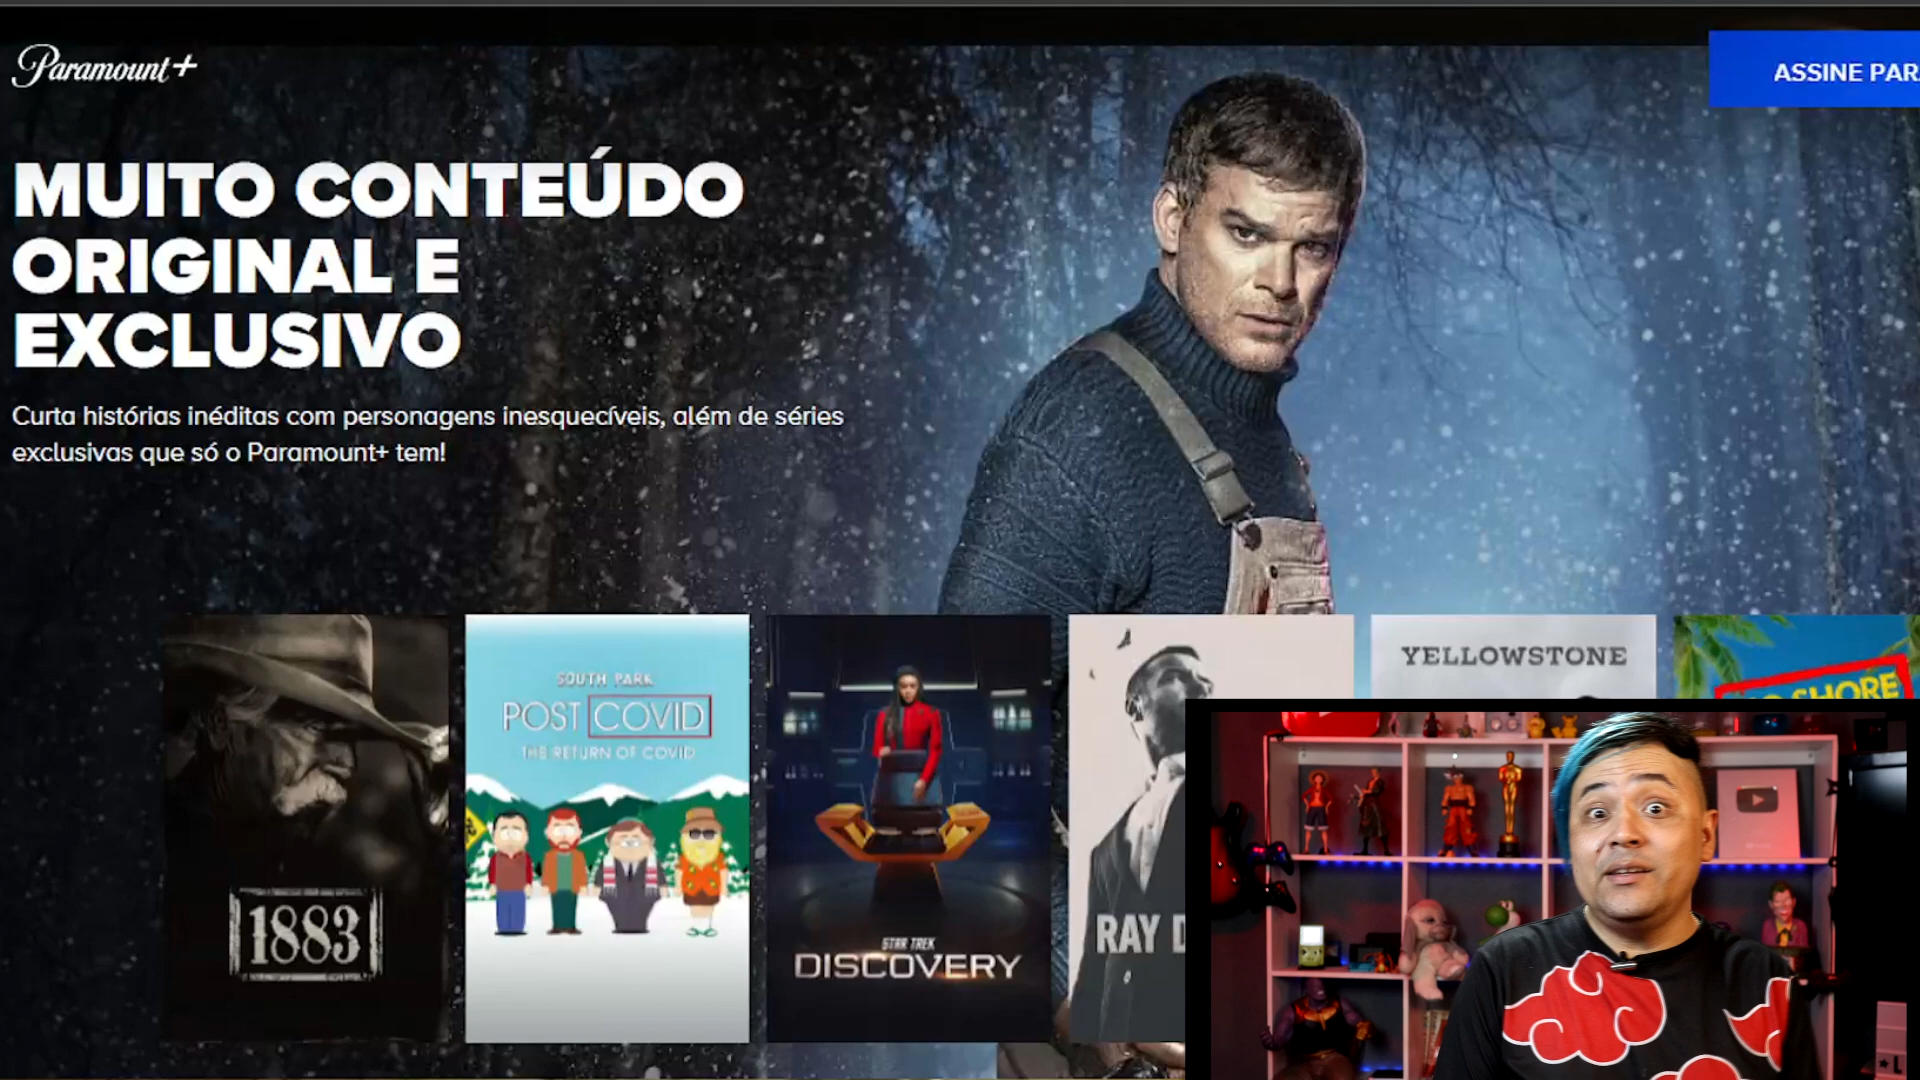 Paramount+
ASSINE PAR
MUITO CONTEÚDO
ORIGINAL E
EXCLUSIVO
Curta histórias inéditas com personagens inesquecíveis, além de séries
exclusivas que só o Paramount+ tem!
1883
SOUTH PARK
POST COVID
THE RETURN OF COVID
STAR TREK
DISCOVERY
RAY D
YELLOWSTONE
SHORE